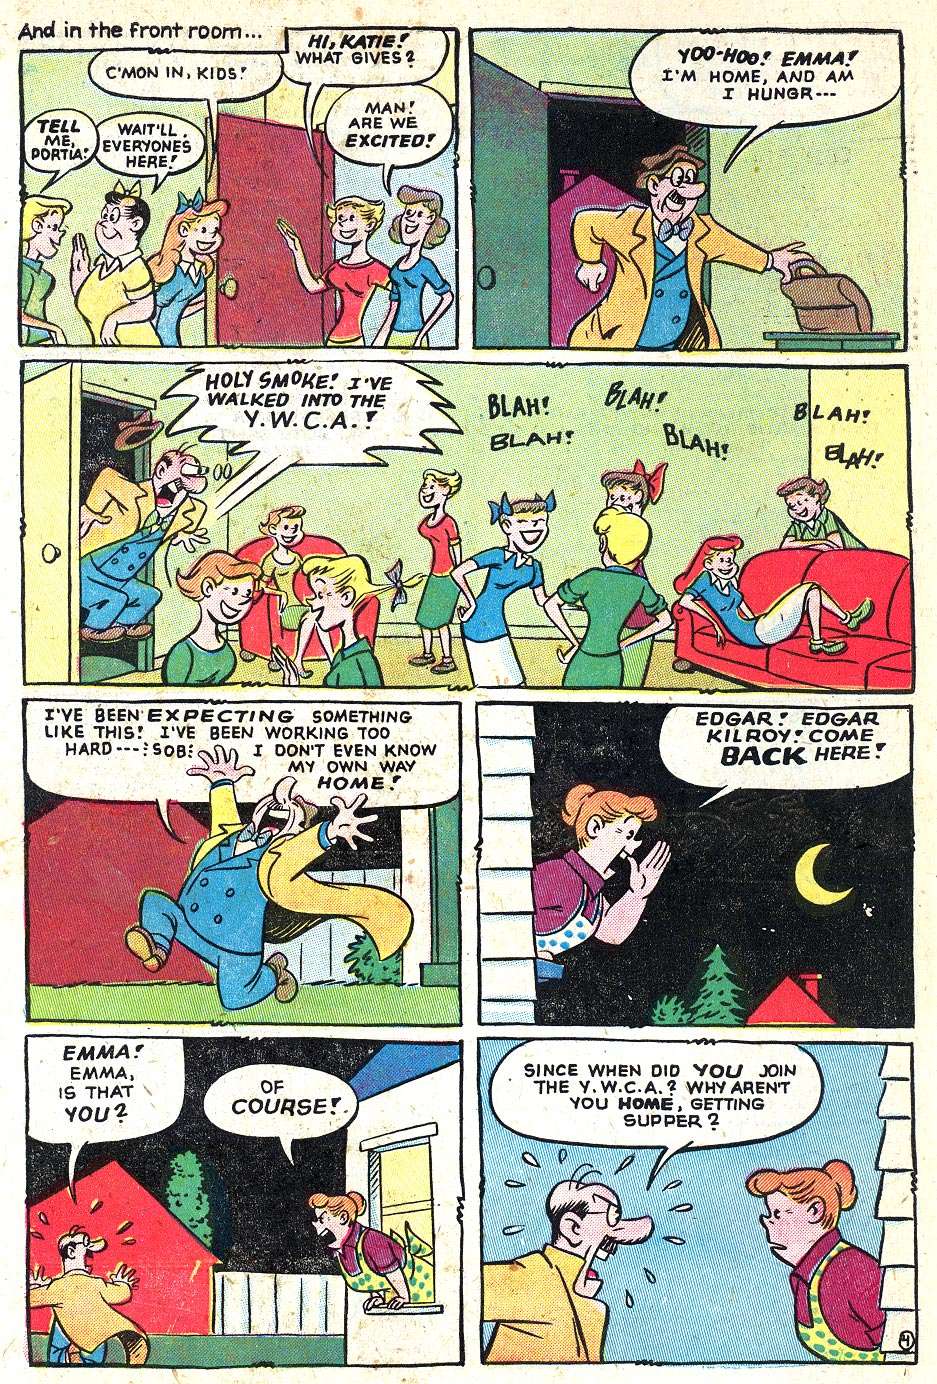 And in the front room...
TELL
ME,
PORTIA!
WAIT'LL
EVERYONE'S
HERE!
C'MON IN, KIDS!
HI, KATIE!
WHAT GIVES?
MAN!
ARE WE
EXCITED!
YOO-HOO! EMMA!
I'M HOME, AND AM
I HUNGR---
HOLY SMOKE! I'VE
WALKED INTO THE
Y.W.C.A.!
BLAH!
BLAH!
BLAH!
BLAH!
BLAH!
BLAH!
I'VE BEEN EXPECTING SOMETHING
LIKE THIS! I'VE BEEN WORKING TOO
HARD---:SOB: I DON'T EVEN KNOW
MY OWN WAY
HOME!
EDGAR! EDGAR
KILROY! COME
BACK HERE!
EMMA!
EMMA,
IS THAT
YOU?
OF
COURSE!
SINCE WHEN DID YOU JOIN
THE Y.W.C.A.? WHY AREN'T
YOU HOME, GETTING
SUPPER?
4